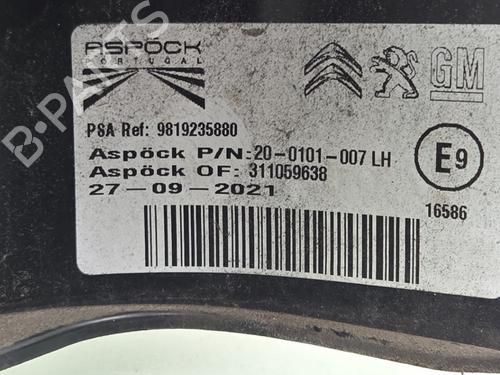 ASPÖCK
PORTUGAL
GM
PSA Ref: 9819235880
Aspöck P/N: 20-0101-007 LH
Aspöck OF: 311059638
27-09-2021
E9
16586
B-PARTS